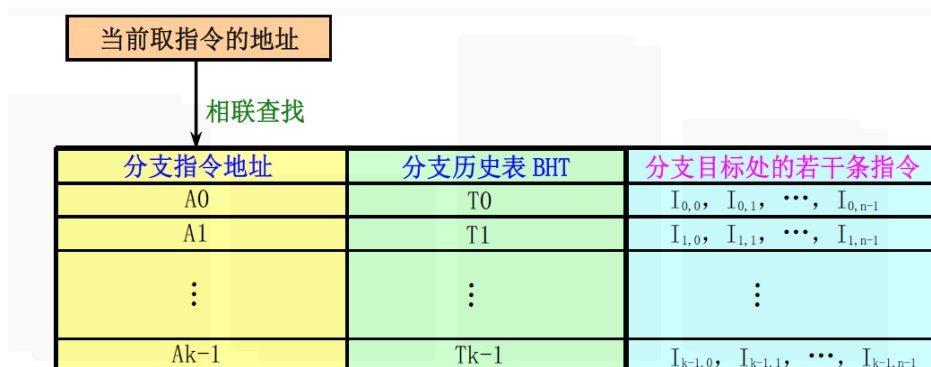 当前取指令的地址
相联查找
分支指令地址 分支历史表 BHT 分支目标处的若干条指令
A0 T0 I0,0, I0,1, …, I0,n-1
A1 T1 I1,0, I1,1, …, I1,n-1
⋮ ⋮ ⋮
Ak-1 Tk-1 Ik-1,0, Ik-1,1, …, Ik-1,n-1